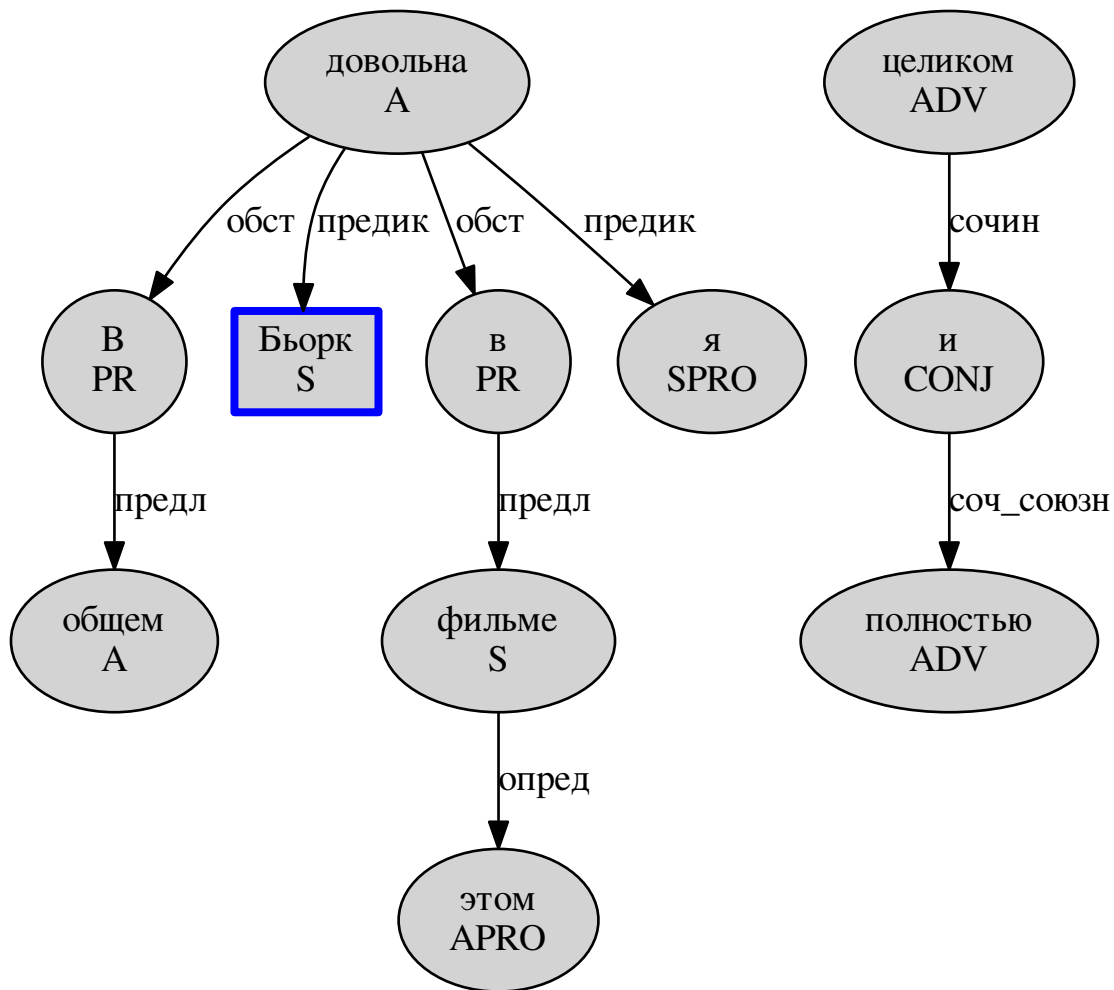 довольна
A
целиком
ADV
обст
предик
обст
предик
сочин
В
PR
Бьорк
S
в
PR
я
SPRO
и
CONJ
предл
предл
соч_союзн
общем
A
фильме
S
полностью
ADV
опред
этом
APRO